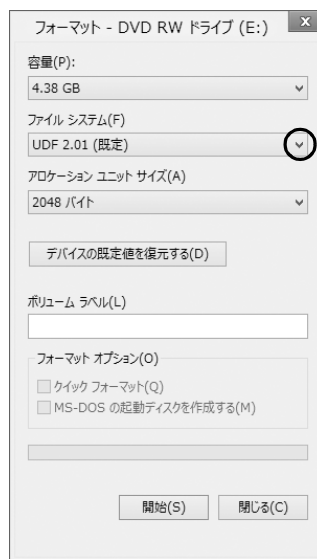 フォーマット - DVD RW ドライブ (E:)
x
容量(P):
4.38 GB
ファイル システム(F)
UDF 2.01 (既定)
アロケーション ユニット サイズ(A)
2048 バイト
デバイスの既定値を復元する(D)
ボリューム ラベル(L)
フォーマット オプション(O)
クイック フォーマット(Q)
MS-DOS の起動ディスクを作成する(M)
開始(S)
閉じる(C)